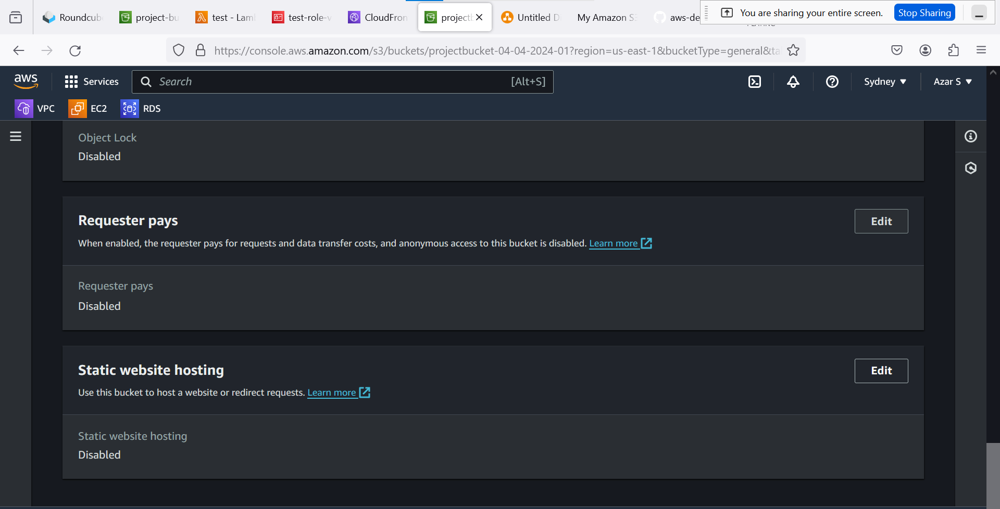 Roundcub
project-bu
test - Lam
test-role-v
CloudFron
project
Untitled D
My Amazon S3
aws-de
You are sharing your entire screen.
Stop Sharing
https://console.aws.amazon.com/s3/buckets/projectbucket-04-04-2024-01?region=us-east-1&bucketType=general&ta
aws
Services
Search
[Alt+S]
Sydney
Azar S
VPC
EC2
RDS
Object Lock
Disabled
Requester pays
Edit
When enabled, the requester pays for requests and data transfer costs, and anonymous access to this bucket is disabled. Learn more
Requester pays
Disabled
Static website hosting
Edit
Use this bucket to host a website or redirect requests. Learn more
Static website hosting
Disabled